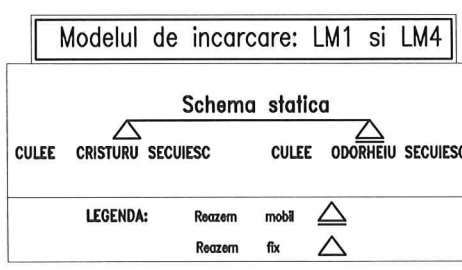 Modelul de incarcare: LM1 si LM4
Schema statica
CULEE CRISTURU SECUIESC CULEE ODORHEIU SECUIESC
LEGENDA: Reazem mobil
Reazem fix